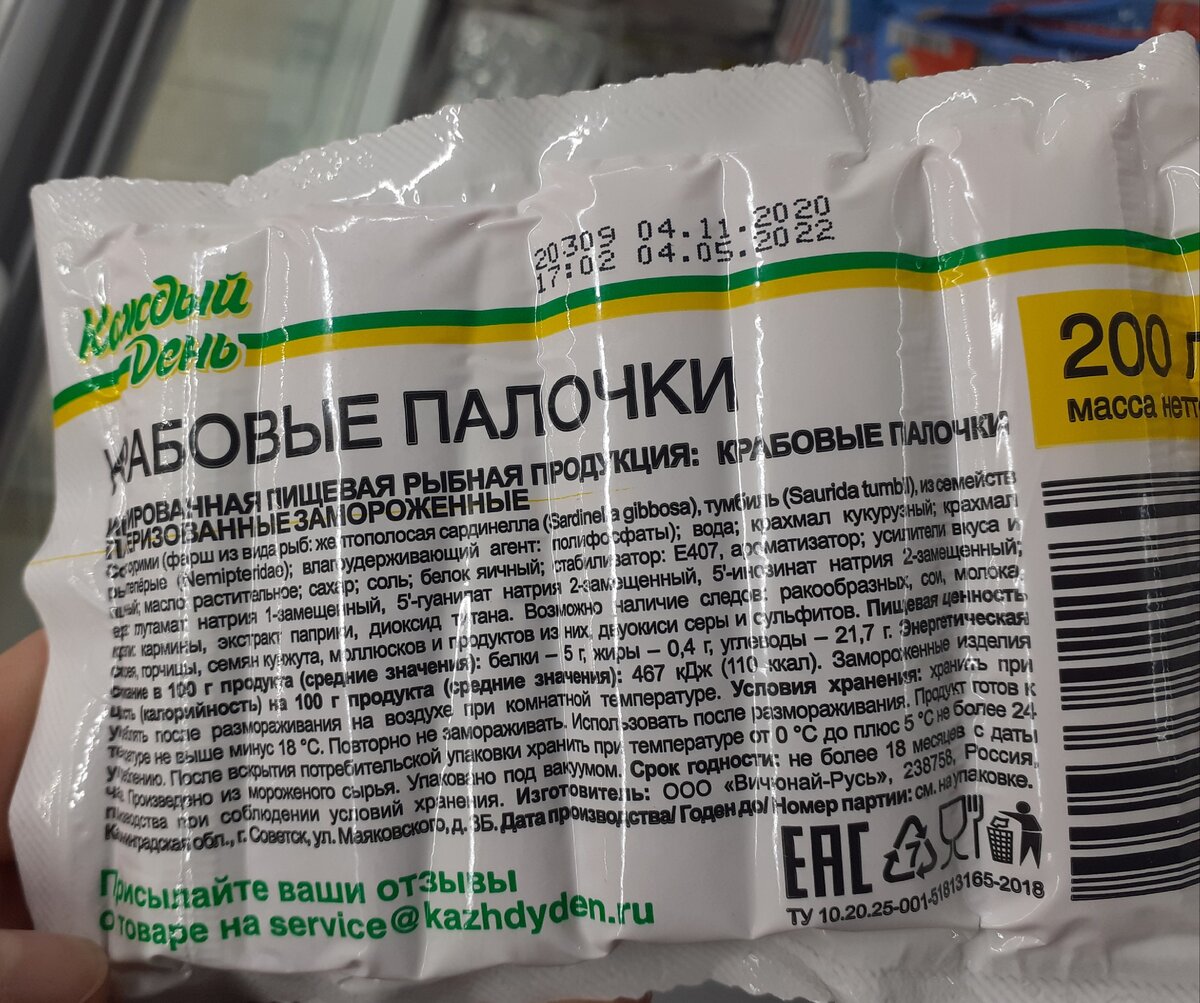 20309 04.11.2020
17:02 04.05.2022
Каждый
День
200 г
масса нетто
КРАБОВЫЕ ПАЛОЧКИ
ПИЩЕВАЯ РЫБНАЯ ПРОДУКЦИЯ: КРАБОВЫЕ ПАЛОЧКИ
ЗАМОРОЖЕННЫЕ
(фарш из вида рыб: желтополосая сардинелла (Sardinella gibbosa), тумбиль (Saurida tumbil), из семейств
(Nemipteridae); влагоудерживающий агент: полифосфаты); вода; крахмал кукурузный; крахмал
масло растительное; сахар; соль; белок яичный; стабилизатор: Е407, ароматизатор; усилители вкуса и
глутамат натрия 1-замещенный, 5'-гуанилат натрия 2-замещенный, 5'-инозинат натрия 2-замещенный;
кармины, экстракт паприки, диоксид титана. Возможно наличие следов: ракообразных, сои, молока,
горчицы, семян кунжута, моллюсков и продуктов из них, двуокиси серы и сульфитов. Пищевая ценность
в 100 г продукта (средние значения): белки – 5 г, жиры – 0,4 г, углеводы – 21,7 г. Энергетическая
(калорийность) на 100 г продукта (средние значения): 467 кДж (110 ккал). Замороженные изделия
после размораживания на воздухе при комнатной температуре. Условия хранения: хранить при
не выше минус 18 °С. Повторно не замораживать. Использовать после размораживания. Продукт готов к
После вскрытия потребительской упаковки хранить при температуре от 0 °С до плюс 5 °С не более 24
Произведено из мороженого сырья. Упаковано под вакуумом. Срок годности: не более 18 месяцев с даты
при соблюдении условий хранения. Изготовитель: ООО «Вичюнай-Русь», 238758, Россия,
Калининградская обл., г. Советск, ул. Маяковского, д. 3Б. Дата производства/ Годен до/ Номер партии: см. на упаковке.
EAC
7
ТУ 10.20.25-001-51813165-2018
Присылайте ваши отзывы
о товаре на service@kazhdyden.ru